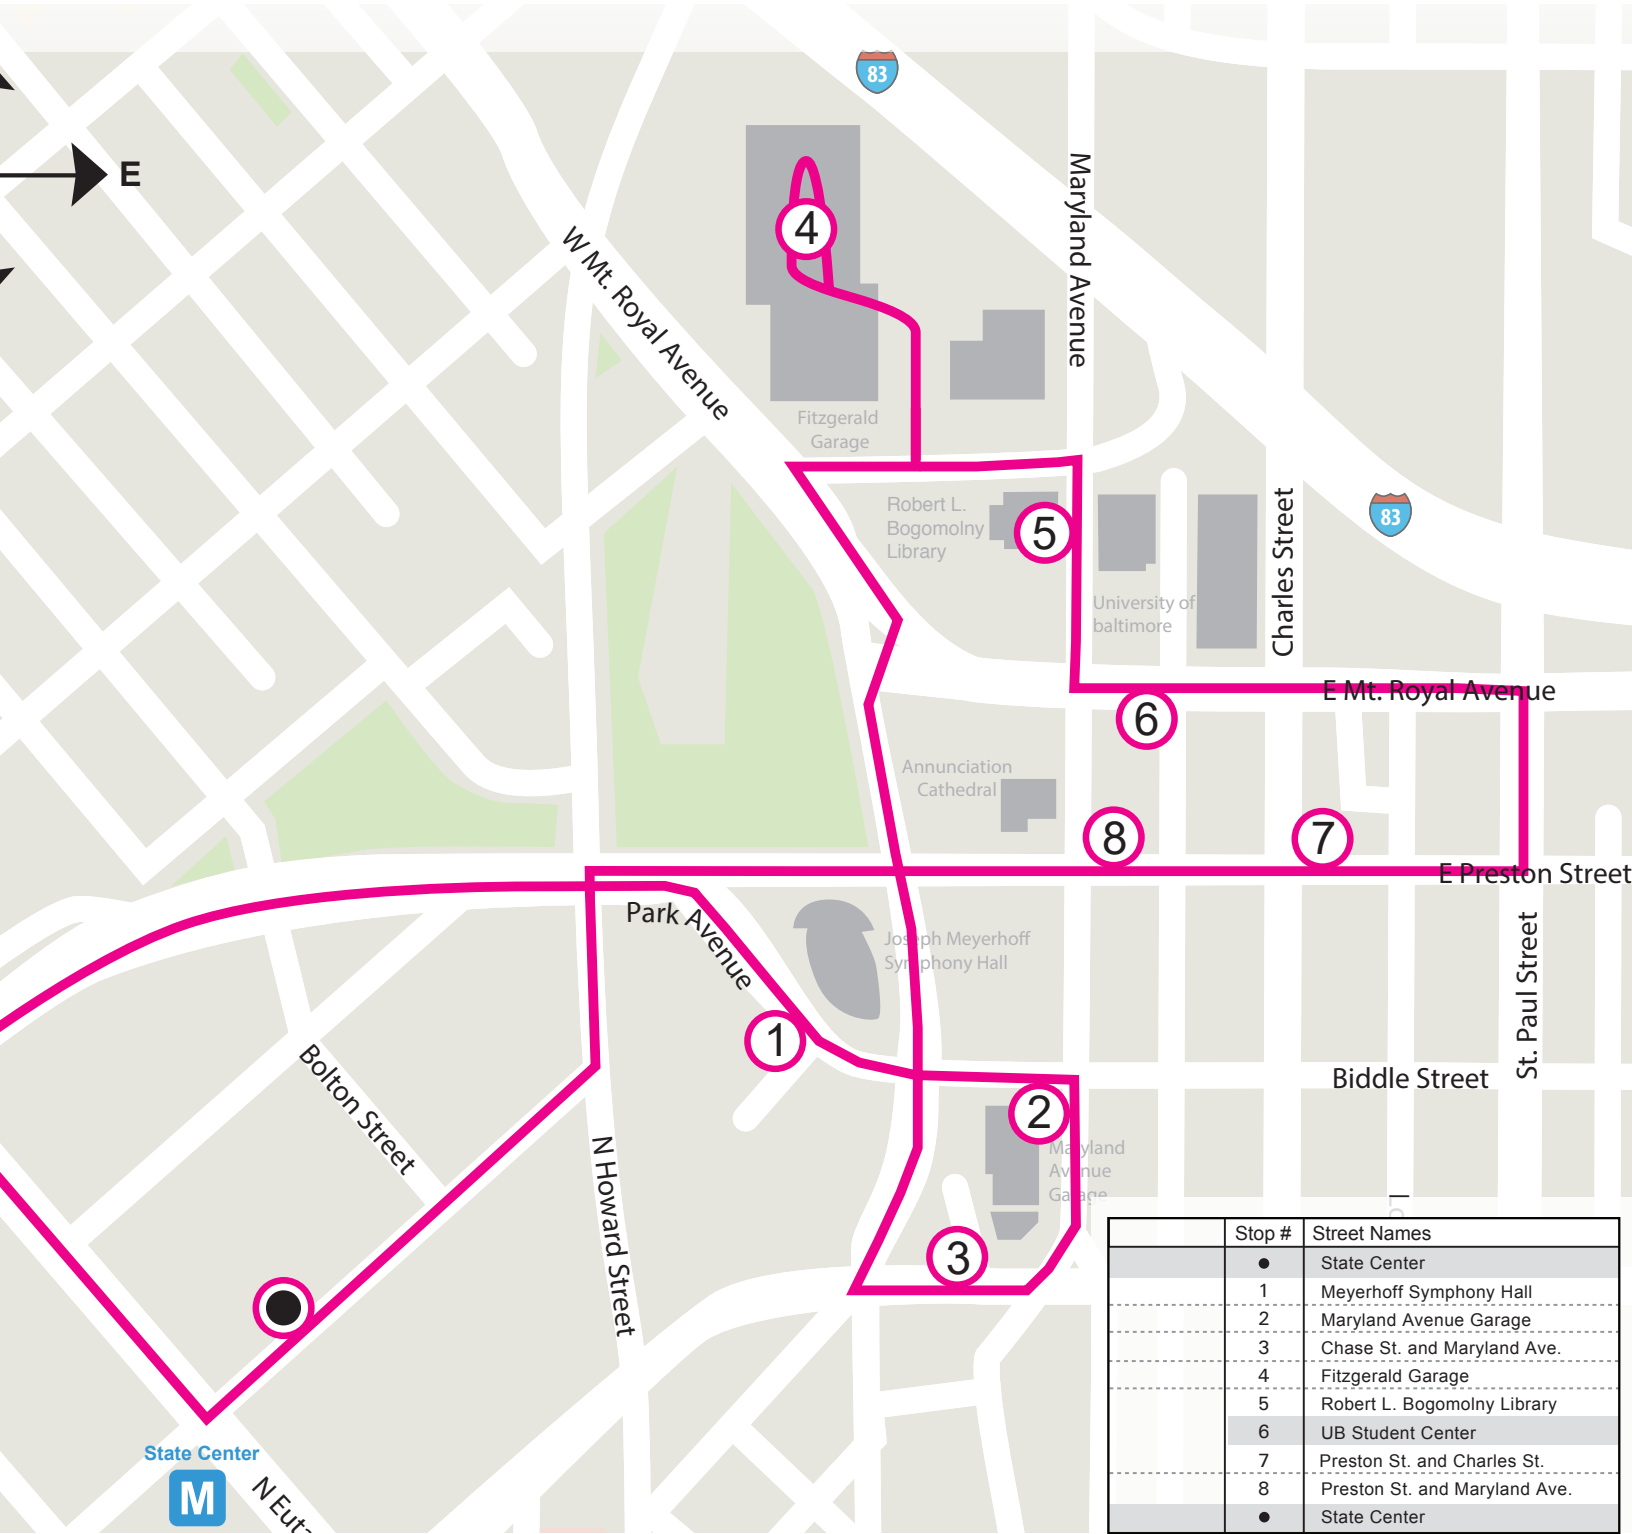 83
E
4
Maryland Avenue
W Mt. Royal Avenue
Fitzgerald
Garage
Robert L.
Bogomolny
Library
5
Charles Street
83
University of
baltimore
E Mt. Royal Avenue
6
Annunciation
Cathedral
8
7
E Preston Street
Park Avenue
Joseph Meyerhoff
Symphony Hall
St. Paul Street
1
Bolton Street
Biddle Street
2
Maryland
Avenue
Garage
N Howard Street
3
State Center
M
Stop # Street Names
● State Center
1 Meyerhoff Symphony Hall
2 Maryland Avenue Garage
3 Chase St. and Maryland Ave.
4 Fitzgerald Garage
5 Robert L. Bogomolny Library
6 UB Student Center
7 Preston St. and Charles St.
8 Preston St. and Maryland Ave.
● State Center